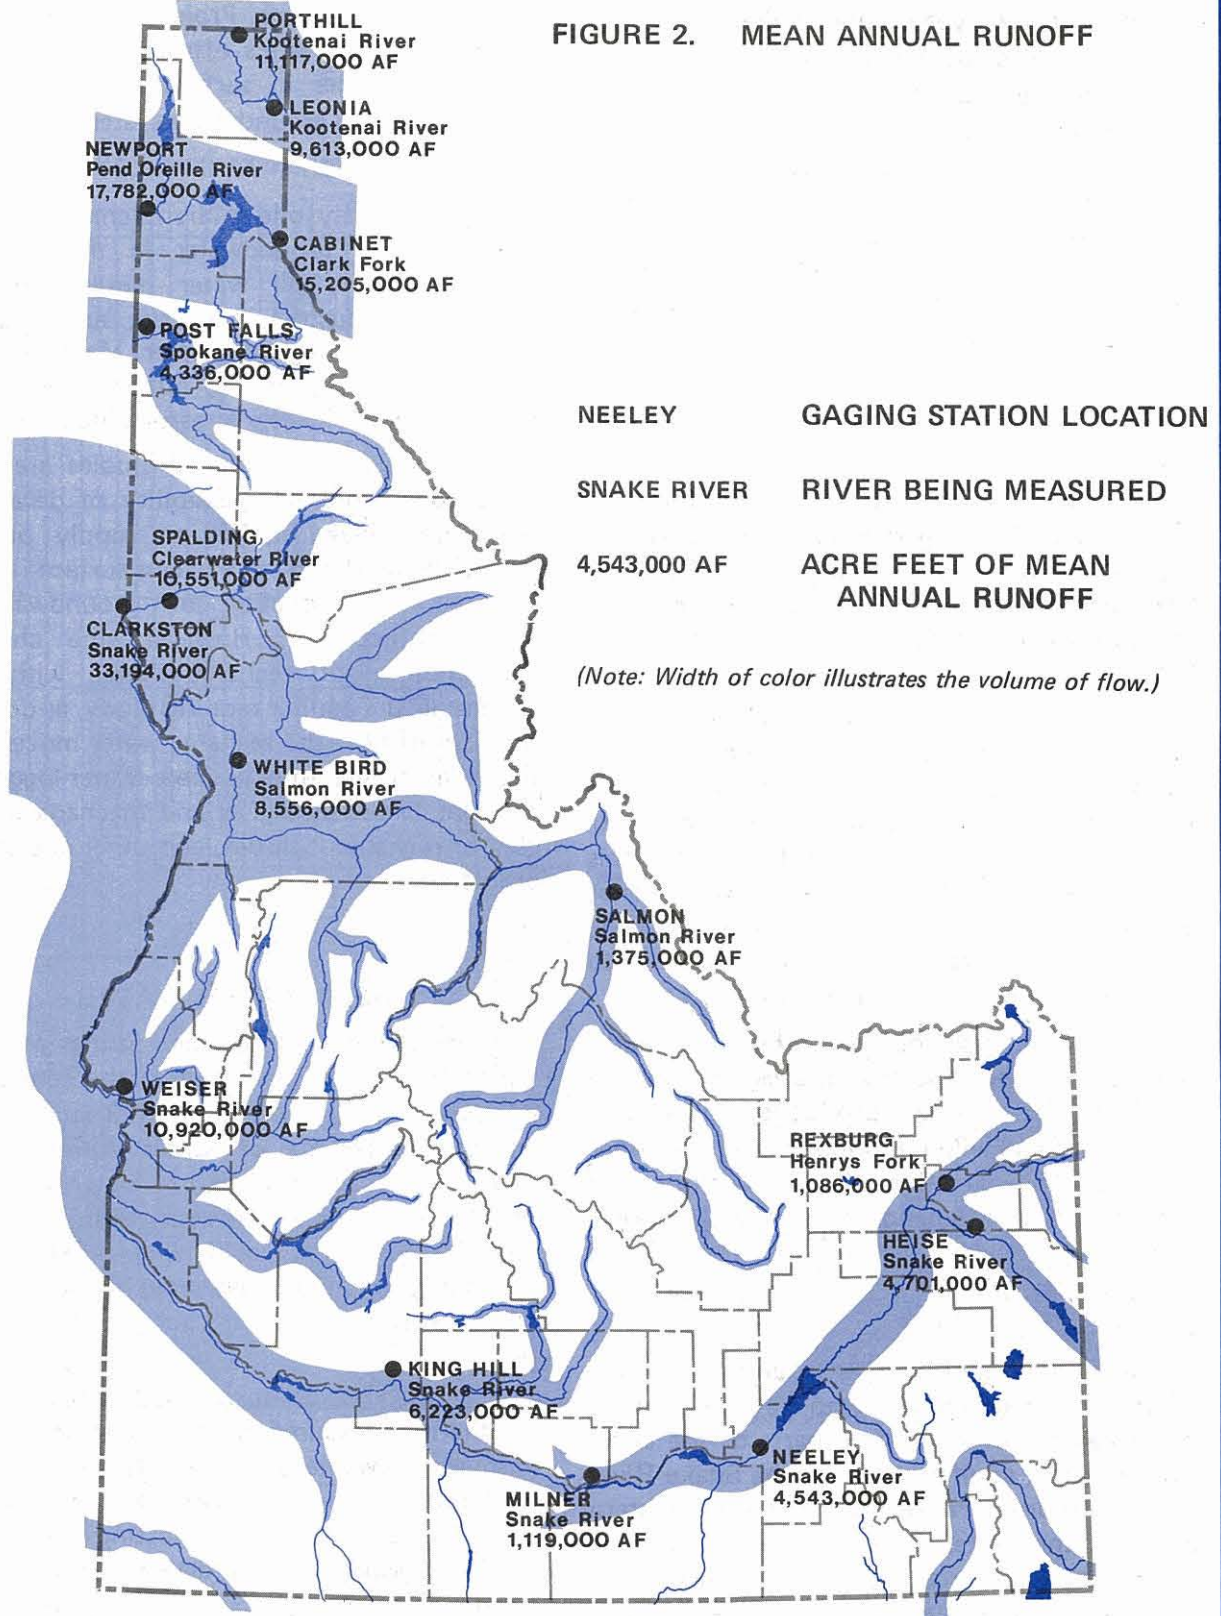 FIGURE 2. MEAN ANNUAL RUNOFF
PORTHILL
Kootenai River
11,117,000 AF
LEONIA
Kootenai River
9,613,000 AF
NEWPORT
Pend Oreille River
17,782,000 AF
CABINET
Clark Fork
15,205,000 AF
POST FALLS
Spokane River
4,336,000 AF
NEELEY GAGING STATION LOCATION
SNAKE RIVER RIVER BEING MEASURED
4,543,000 AF ACRE FEET OF MEAN
ANNUAL RUNOFF
(Note: Width of color illustrates the volume of flow.)
SPALDING
Clearwater River
10,551,000 AF
CLARKSTON
Snake River
33,194,000 AF
WHITE BIRD
Salmon River
8,556,000 AF
SALMON
Salmon River
1,375,000 AF
WEISER
Snake River
10,920,000 AF
REXBURG
Henrys Fork
1,086,000 AF
HEISE
Snake River
4,701,000 AF
KING HILL
Snake River
6,223,000 AF
NEELEY
Snake River
4,543,000 AF
MILNER
Snake River
1,119,000 AF